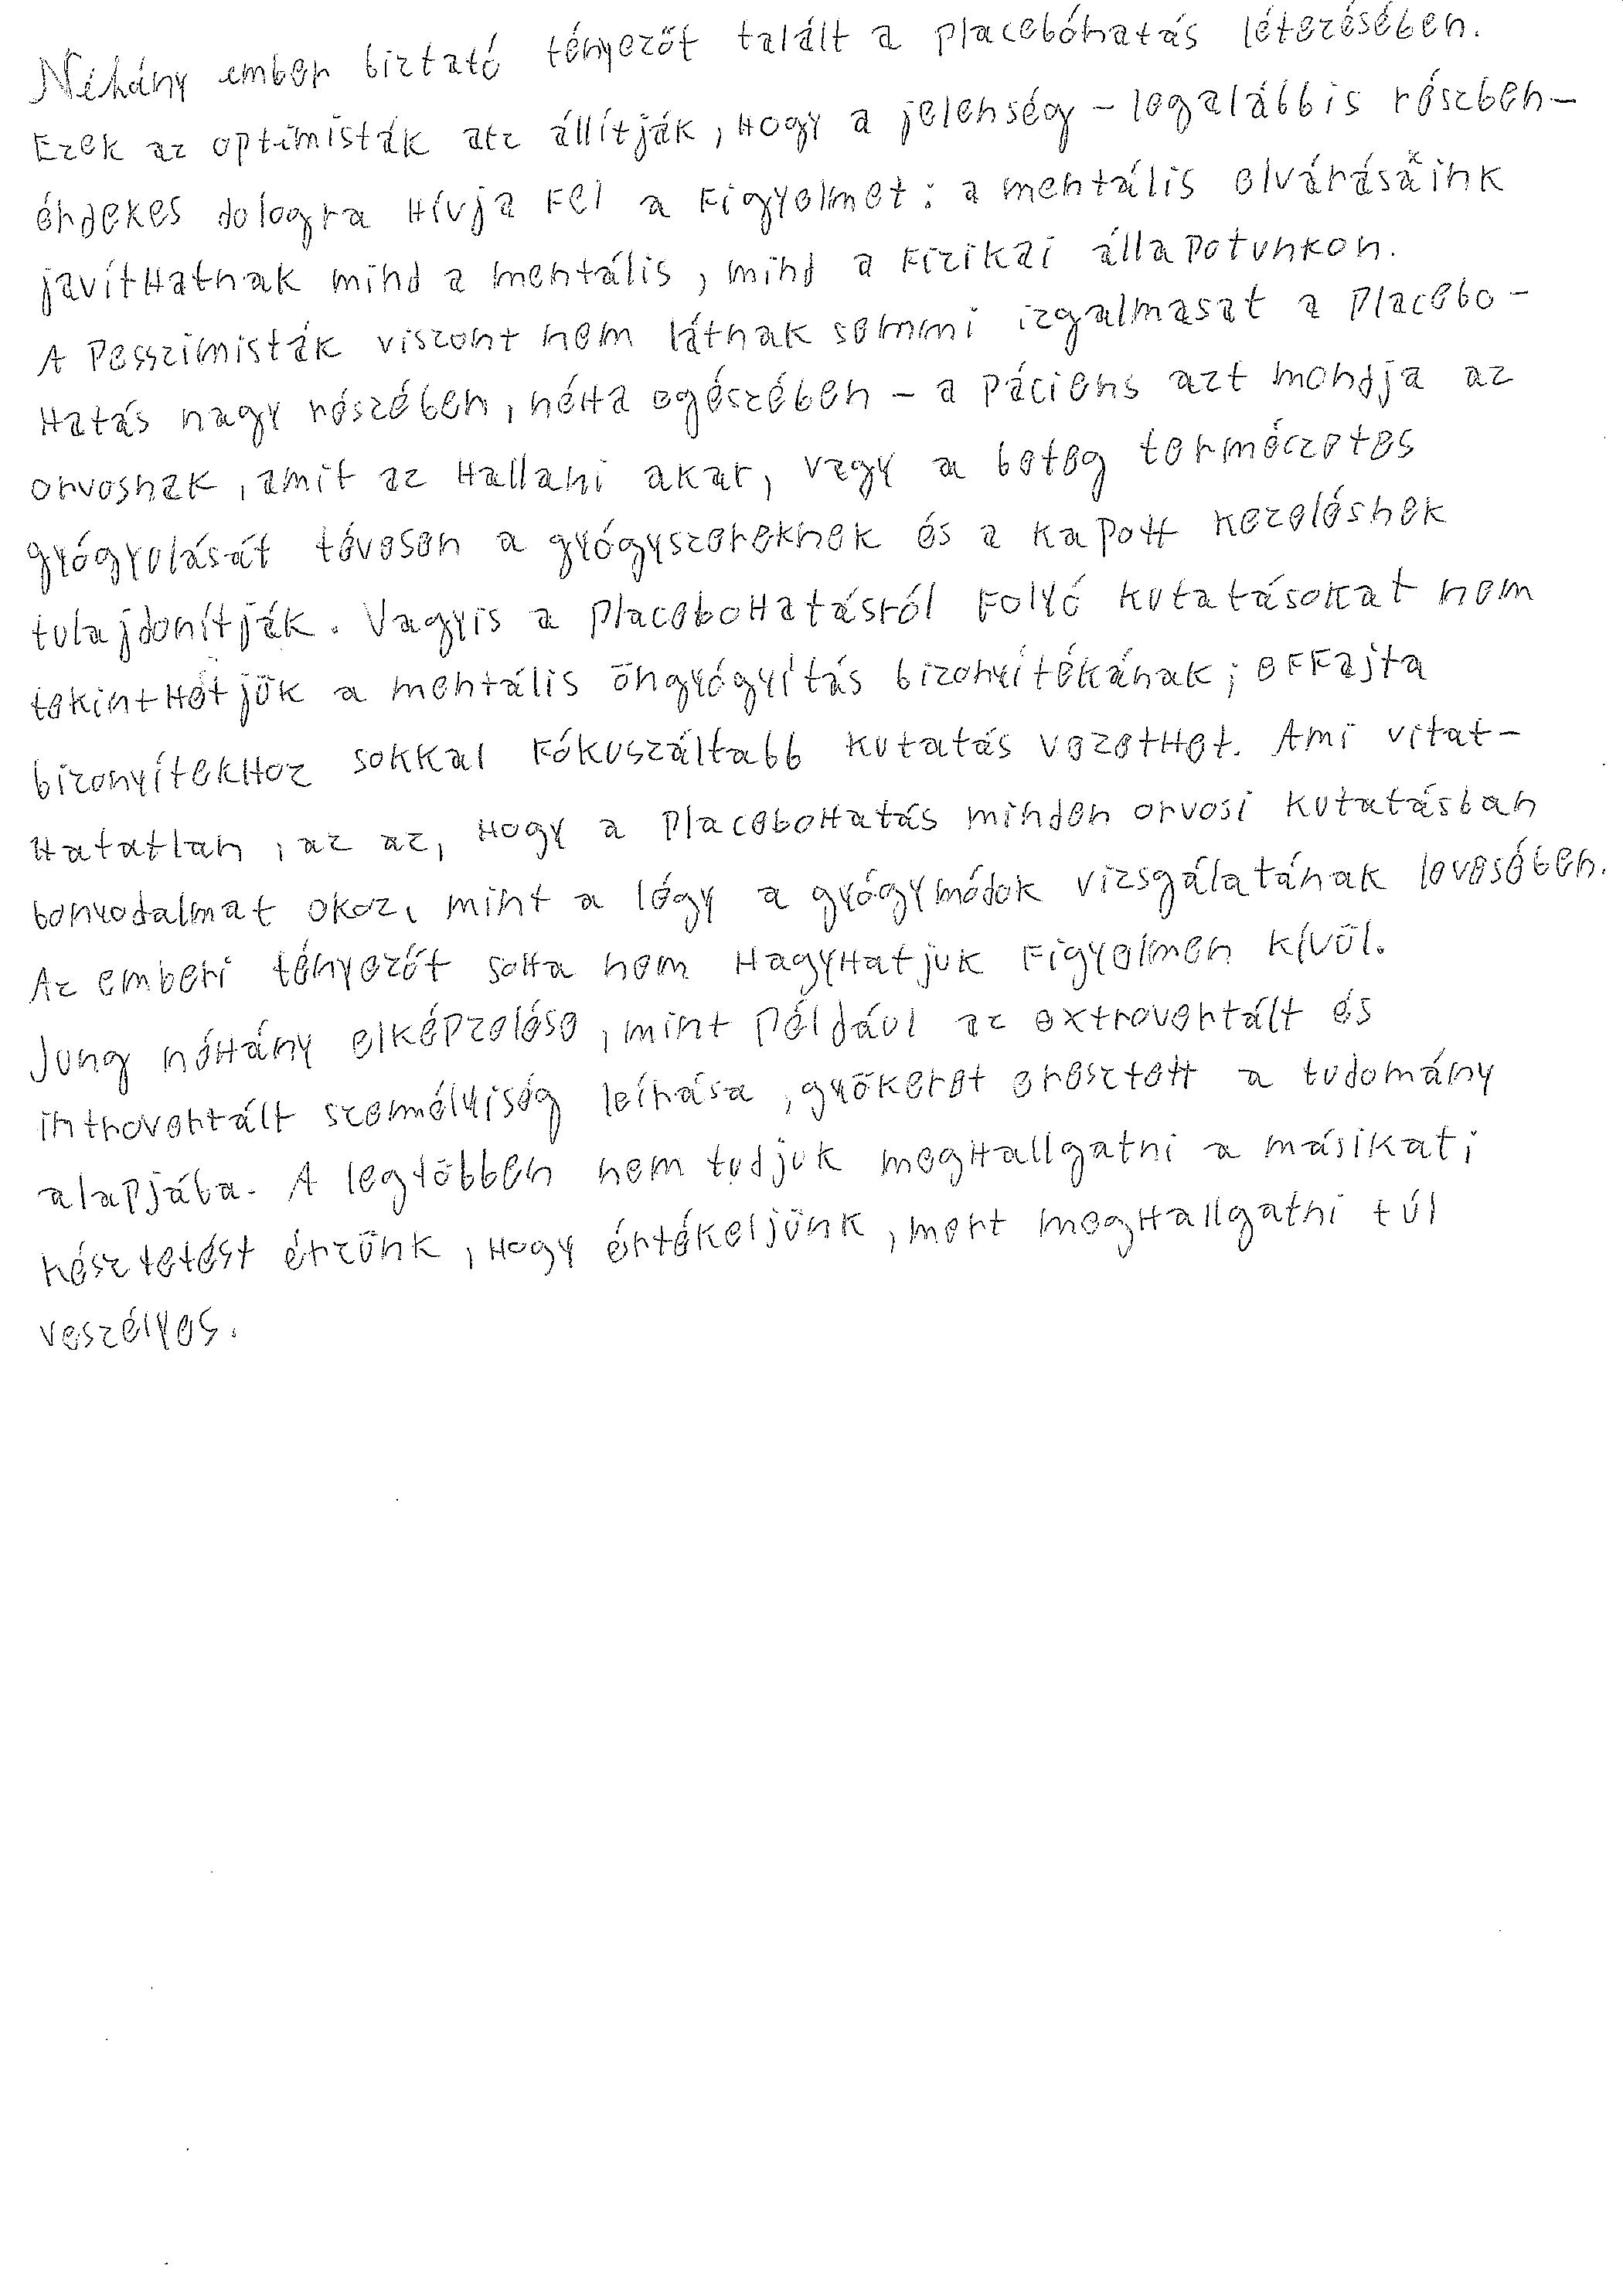 Néhány ember biztató tényezőt talált a placebóhatás létezésében.
Ezek az optimisták atz állítják, hogy a jelenség – legalábbis részben –
érdekes dologra hívja fel a figyelmet: a mentális elvárásaink
javíthatnak mind a mentális, mind a fizikai állapotunkon.
A pesszimisták viszont nem látnak semmi izgalmasat a placebo-
hatás nagy részében, néha egészében – a páciens azt mondja az
orvosnak, amit az hallani akar, vagy a beteg természetes
gyógyulását tévesen a gyógyszereknek és a kapott kezelésnek
tulajdonítják. Vagyis a placebohatásról folyó kutatásokat nem
tekinthetjük a mentális öngyógyítás bizonyítékának; effajta
bizonyítékhoz sokkal fókuszáltabb kutatás vezethet. Ami vitat-
hatatlan, az az, hogy a placebohatás minden orvosi kutatásban
bonyodalmat okoz, mint a légy a gyógymódok vizsgálatának levesében.
Az emberi tényezőt soha nem hagyhatjuk figyelmen kívül.
Jung néhány elképzelése, mint például az extrovertált és
introvertált személyiség leírása, gyökeret eresztett a tudomány
alapjába. A legtöbben nem tudjuk meghallgatni a másikat;
késztetést érzünk, hogy értékeljünk, mert meghallgatni túl
veszélyes.